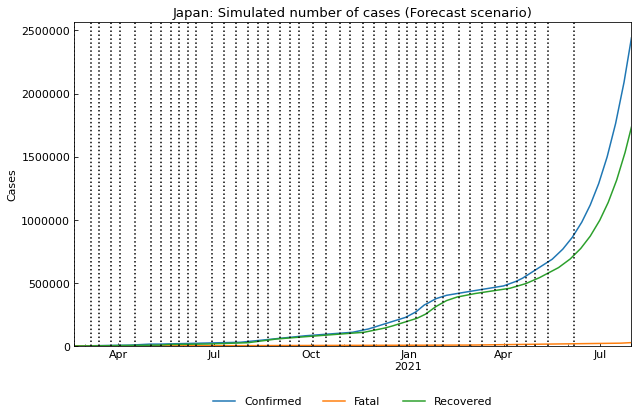 Japan: Simulated number of cases (Forecast scenario)
2500000
2000000
1500000
1000000
500000
0
Cases
Apr Jul Oct Jan Apr Jul
2021
Confirmed Fatal Recovered